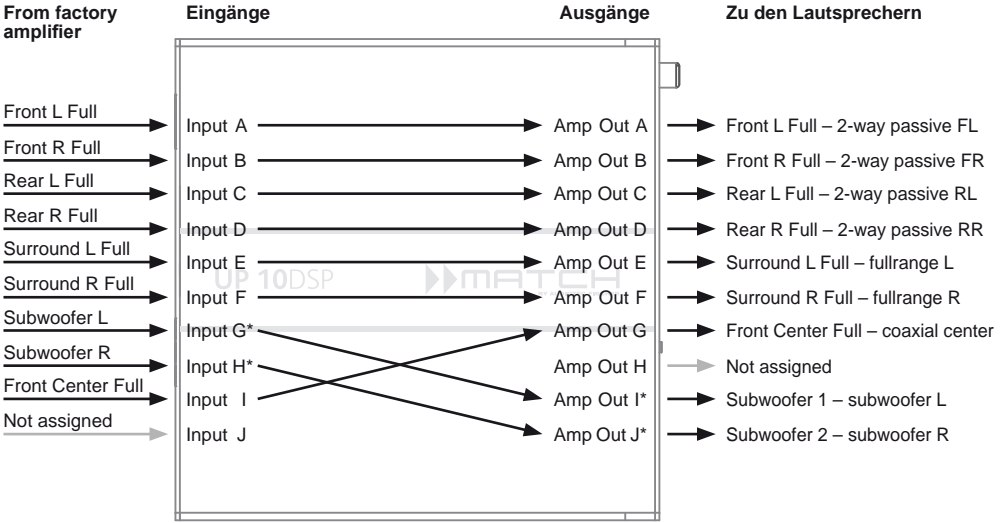 From factory amplifier
Eingänge
Ausgänge
Zu den Lautsprechern
Front L Full
Input A
Amp Out A
Front L Full – 2-way passive FL
Front R Full
Input B
Amp Out B
Front R Full – 2-way passive FR
Rear L Full
Input C
Amp Out C
Rear L Full – 2-way passive RL
Rear R Full
Input D
Amp Out D
Rear R Full – 2-way passive RR
Surround L Full
Input E
Amp Out E
Surround L Full – fullrange L
UP 10DSP
MATCH
Surround R Full
Input F
Amp Out F
Surround R Full – fullrange R
Subwoofer L
Input G*
Amp Out G
Front Center Full – coaxial center
Subwoofer R
Input H*
Amp Out H
Not assigned
Front Center Full
Input I
Amp Out I*
Subwoofer 1 – subwoofer L
Not assigned
Input J
Amp Out J*
Subwoofer 2 – subwoofer R